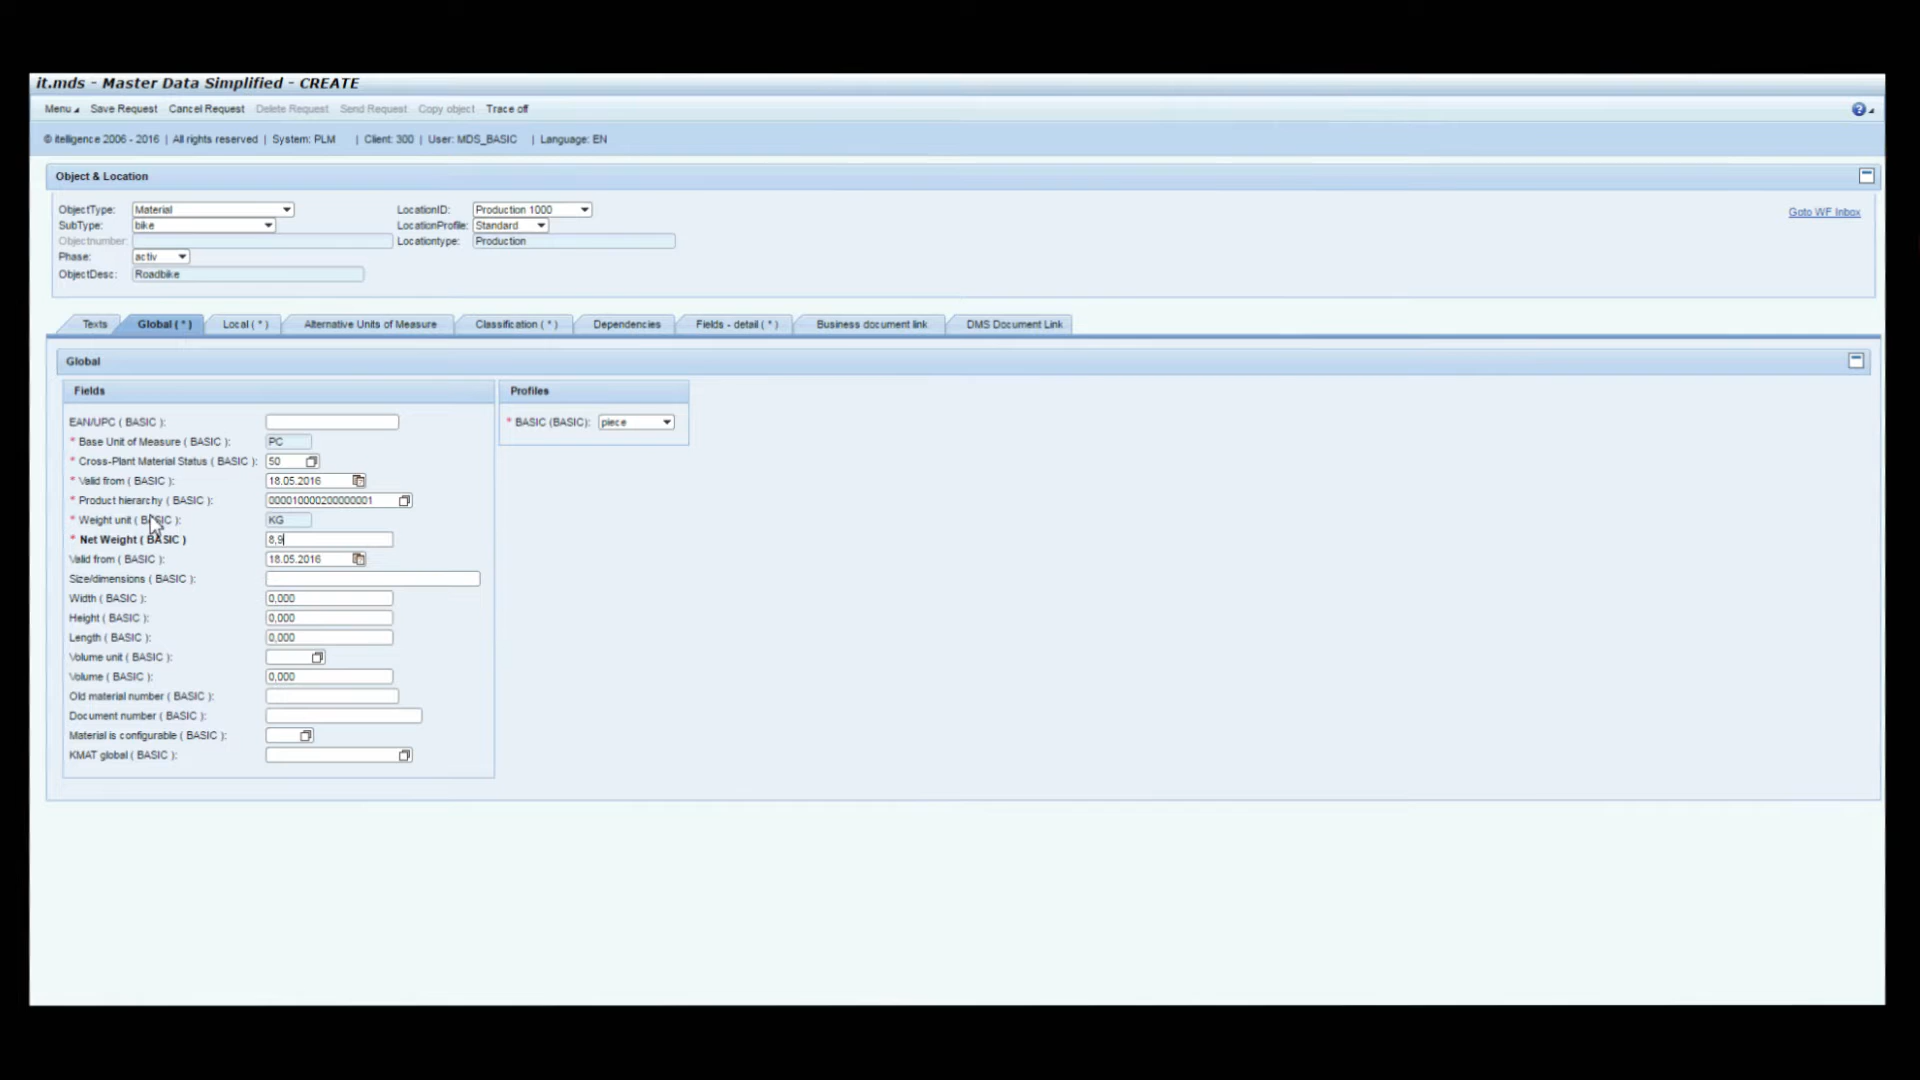 it.mds - Master Data Simplified - CREATE
Menu Save Request Cancel Request Delete Request Send Request Copy object Trace off
© itelligence 2006 - 2016 | All rights reserved | System: PLM | Client: 300 | User: MDS_BASIC | Language: EN
Object & Location
ObjectType: Material LocationID: Production 1000 Goto WF Inbox
SubType: bike LocationProfile: Standard
Objectnumber: Locationtype: Production
Phase: activ
ObjectDesc: Roadbike
Texts Global ( * ) Local ( * ) Alternative Units of Measure Classification ( * ) Dependencies Fields - detail ( * ) Business document link DMS Document Link
Global
Fields Profiles
EAN/UPC ( BASIC ): * BASIC (BASIC): piece
* Base Unit of Measure ( BASIC ): PC
* Cross-Plant Material Status ( BASIC ): 50
* Valid from ( BASIC ): 18.05.2016
* Product hierarchy ( BASIC ): 000010000200000001
* Weight unit ( BASIC ): KG
* Net Weight ( BASIC ) 8,9
Valid from ( BASIC ): 18.05.2016
Size/dimensions ( BASIC ):
Width ( BASIC ): 0,000
Height ( BASIC ): 0,000
Length ( BASIC ): 0,000
Volume unit ( BASIC ):
Volume ( BASIC ): 0,000
Old material number ( BASIC ):
Document number ( BASIC ):
Material is configurable ( BASIC ):
KMAT global ( BASIC ):